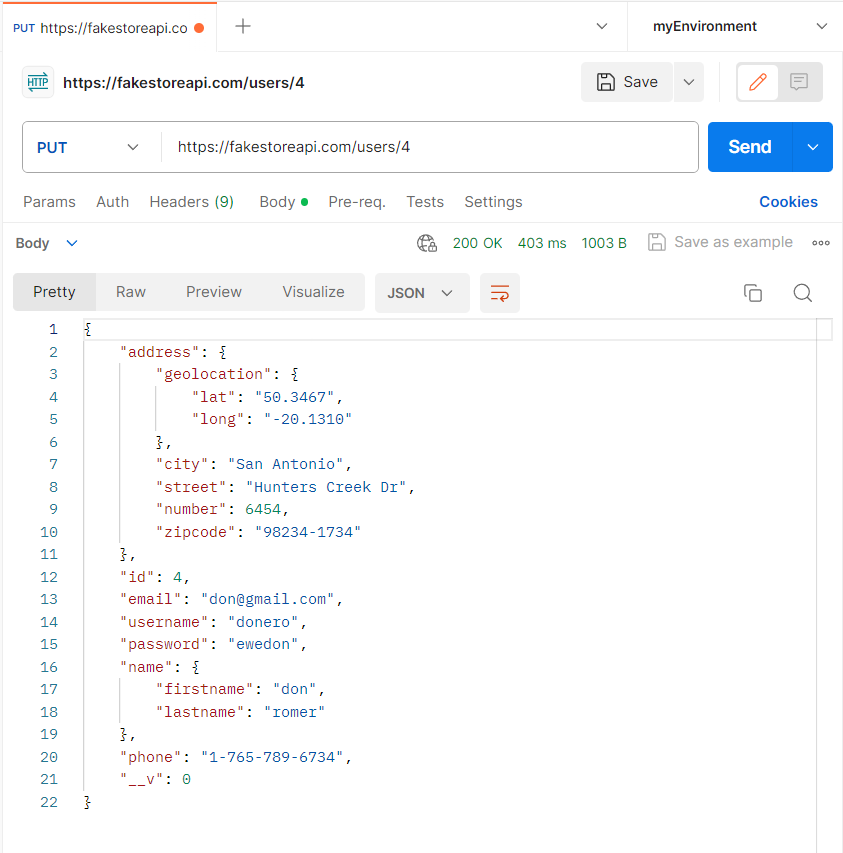 PUT https://fakestoreapi.co
myEnvironment
HTTP https://fakestoreapi.com/users/4
Save
PUT https://fakestoreapi.com/users/4 Send
Params Auth Headers (9) Body Pre-req. Tests Settings Cookies
Body 200 OK 403 ms 1003 B Save as example
Pretty Raw Preview Visualize JSON
1 {
2 "address": {
3 "geolocation": {
4 "lat": "50.3467",
5 "long": "-20.1310"
6 },
7 "city": "San Antonio",
8 "street": "Hunters Creek Dr",
9 "number": 6454,
10 "zipcode": "98234-1734"
11 },
12 "id": 4,
13 "email": "don@gmail.com",
14 "username": "donero",
15 "password": "ewedon",
16 "name": {
17 "firstname": "don",
18 "lastname": "romer"
19 },
20 "phone": "1-765-789-6734",
21 "__v": 0
22 }